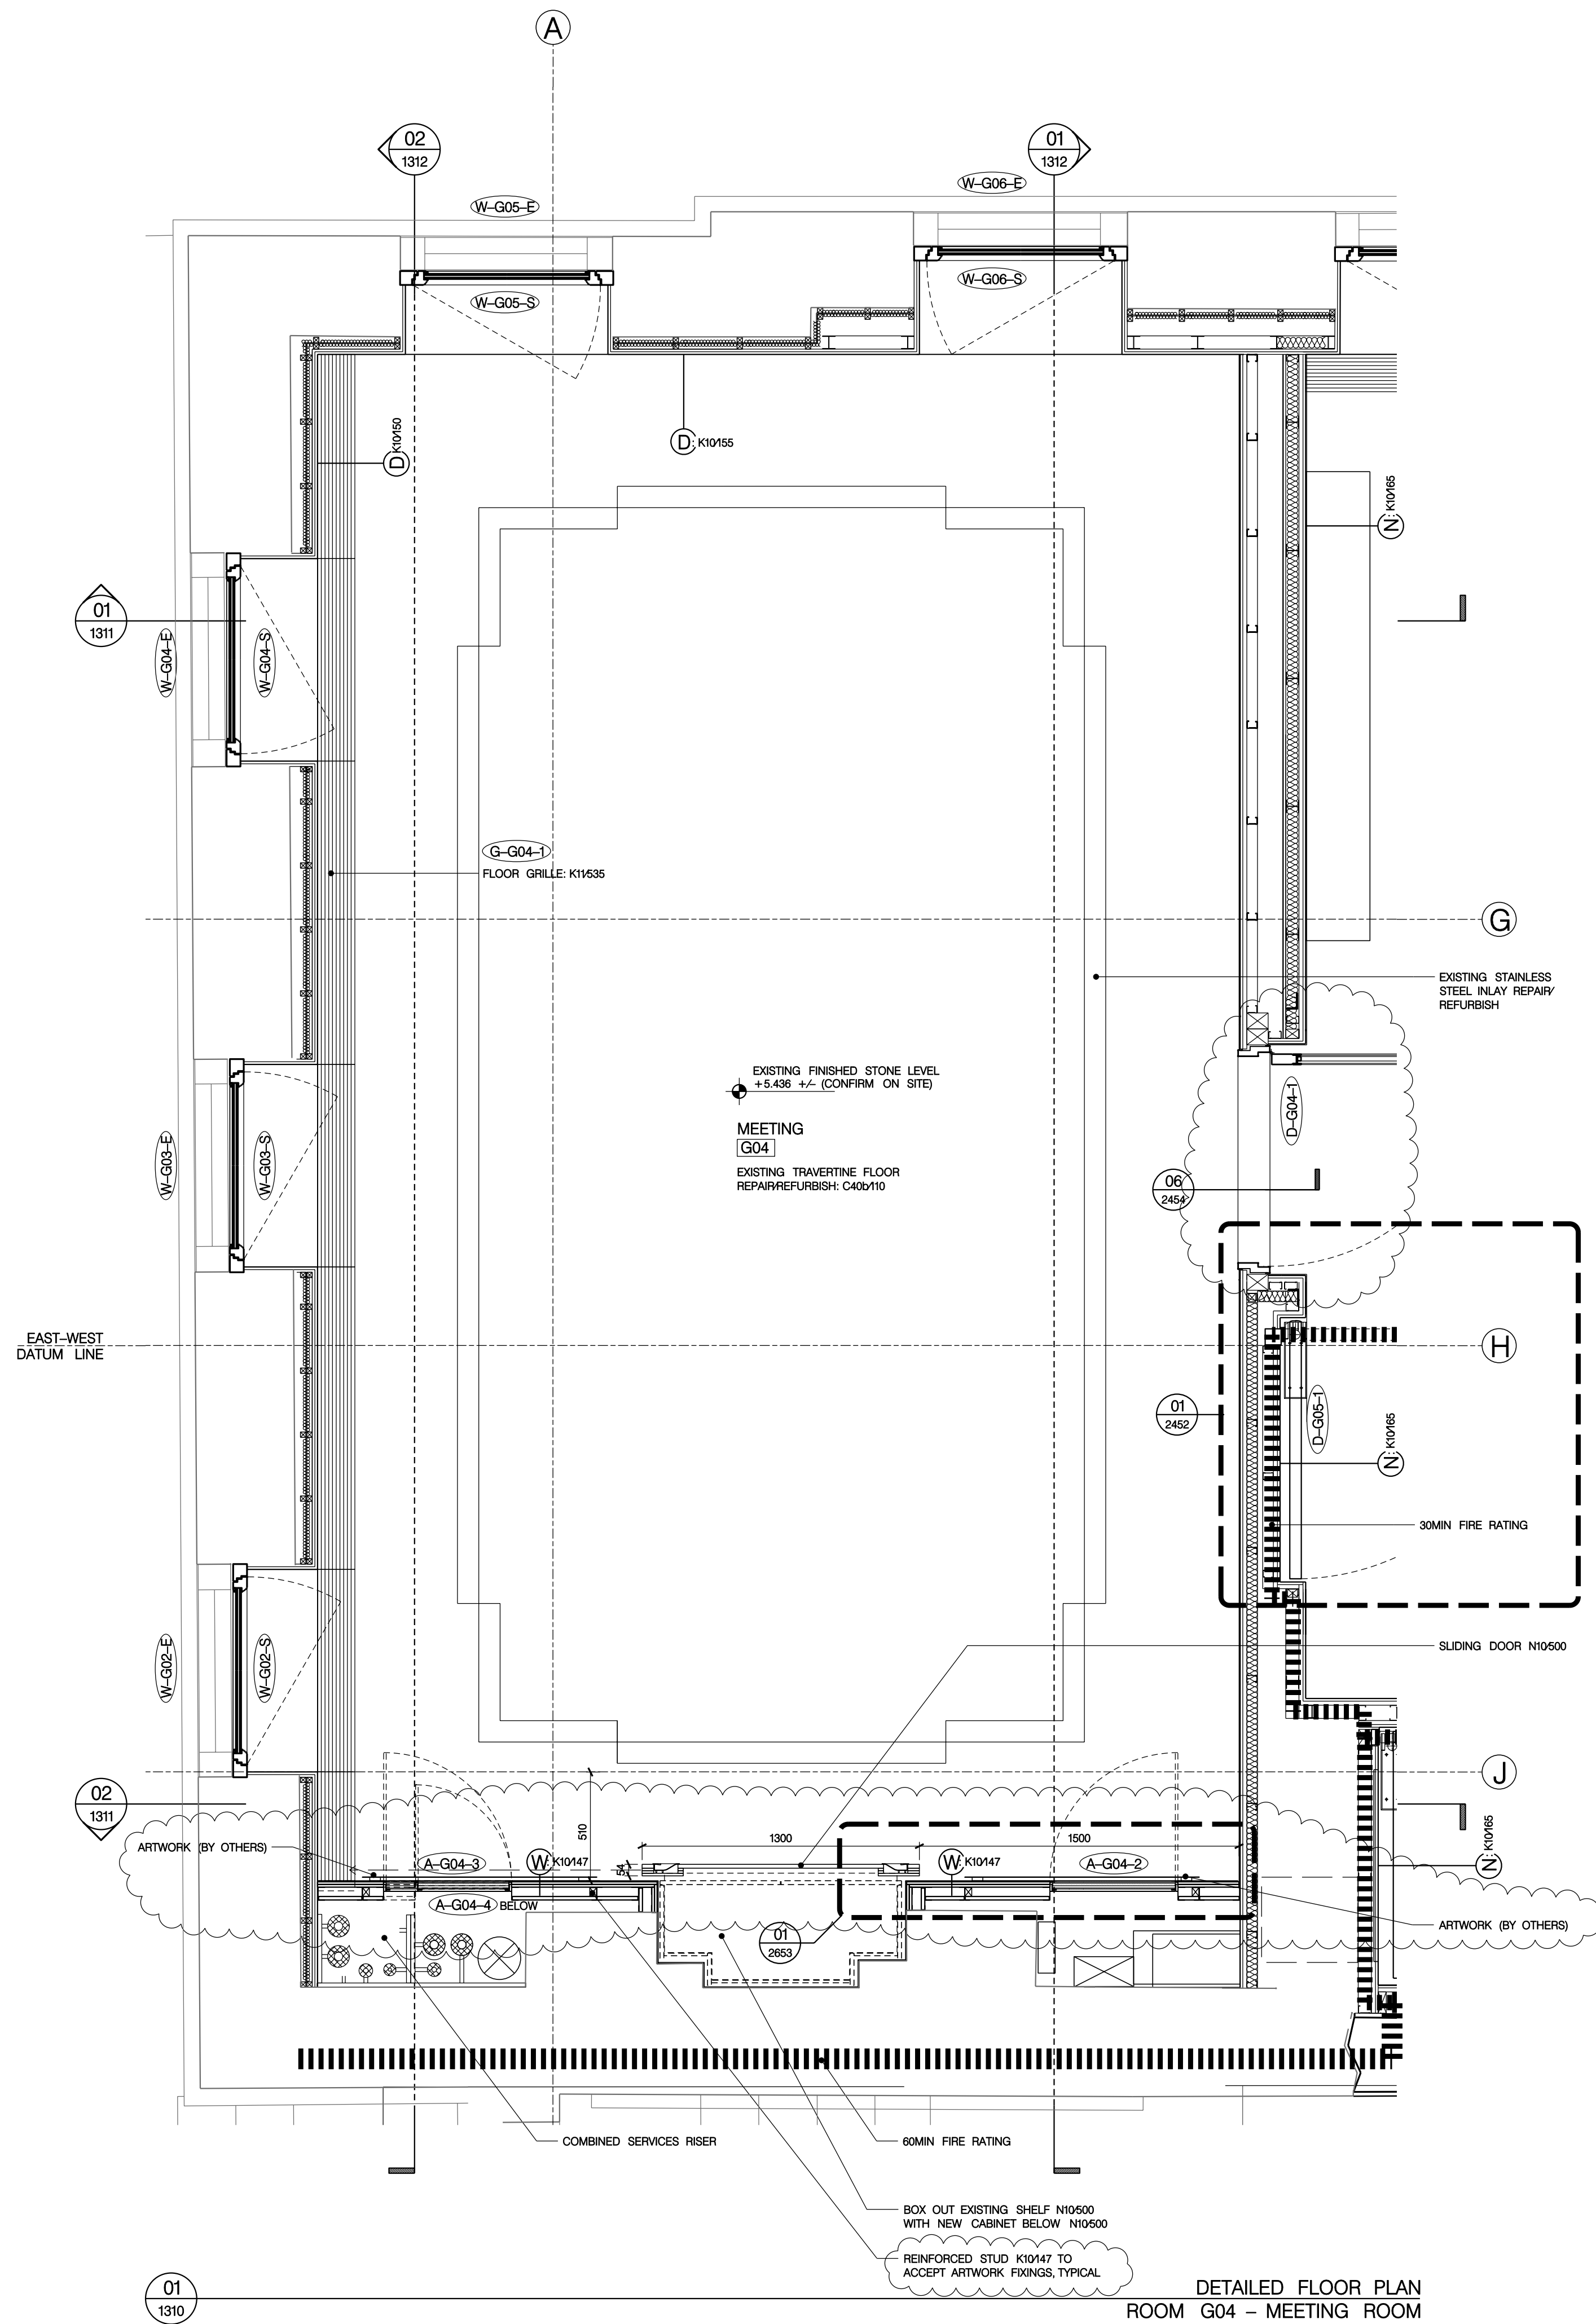 A
02
1312
01
1312
W-G05-E
W-G06-E
W-G05-S
W-G06-S
D: K10/150
D: K10/155
N: K10/165
01
1311
W-G04-E
W-G04-S
G-G04-1
FLOOR GRILLE: K11/535
G
EXISTING STAINLESS
STEEL INLAY REPAIR/
REFURBISH
EXISTING FINISHED STONE LEVEL
+5.436 +/- (CONFIRM ON SITE)
MEETING
G04
EXISTING TRAVERTINE FLOOR
REPAIR/REFURBISH: C40b/110
D-G04-1
W-G03-E
W-G03-S
06
2454
EAST-WEST
DATUM LINE
H
01
2452
D-G05-1
N: K10/165
30MIN FIRE RATING
W-G02-E
W-G02-S
SLIDING DOOR N10/500
J
02
1311
ARTWORK (BY OTHERS)
510
1300
1500
54
A-G04-3
W: K10/147
W: K10/147
A-G04-2
N: K10/165
A-G04-4 BELOW
01
2653
ARTWORK (BY OTHERS)
COMBINED SERVICES RISER
60MIN FIRE RATING
BOX OUT EXISTING SHELF N10/500
WITH NEW CABINET BELOW N10/500
REINFORCED STUD K10/147 TO
ACCEPT ARTWORK FIXINGS, TYPICAL
01
1310
DETAILED FLOOR PLAN
ROOM G04 - MEETING ROOM